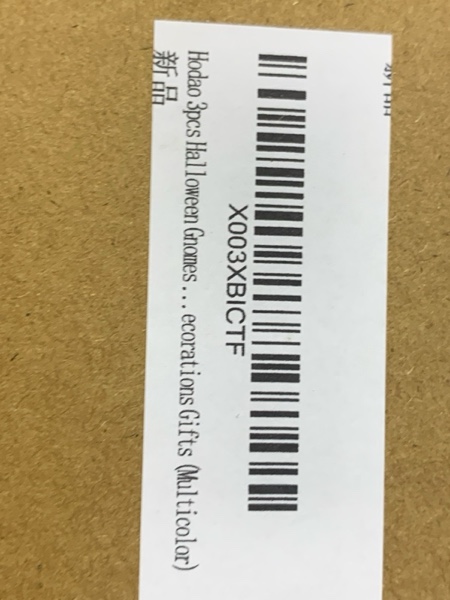 X003XBICTF
Hodao 3pcs Halloween Gnomes...ecorations Gifts (Multicolor)
新品